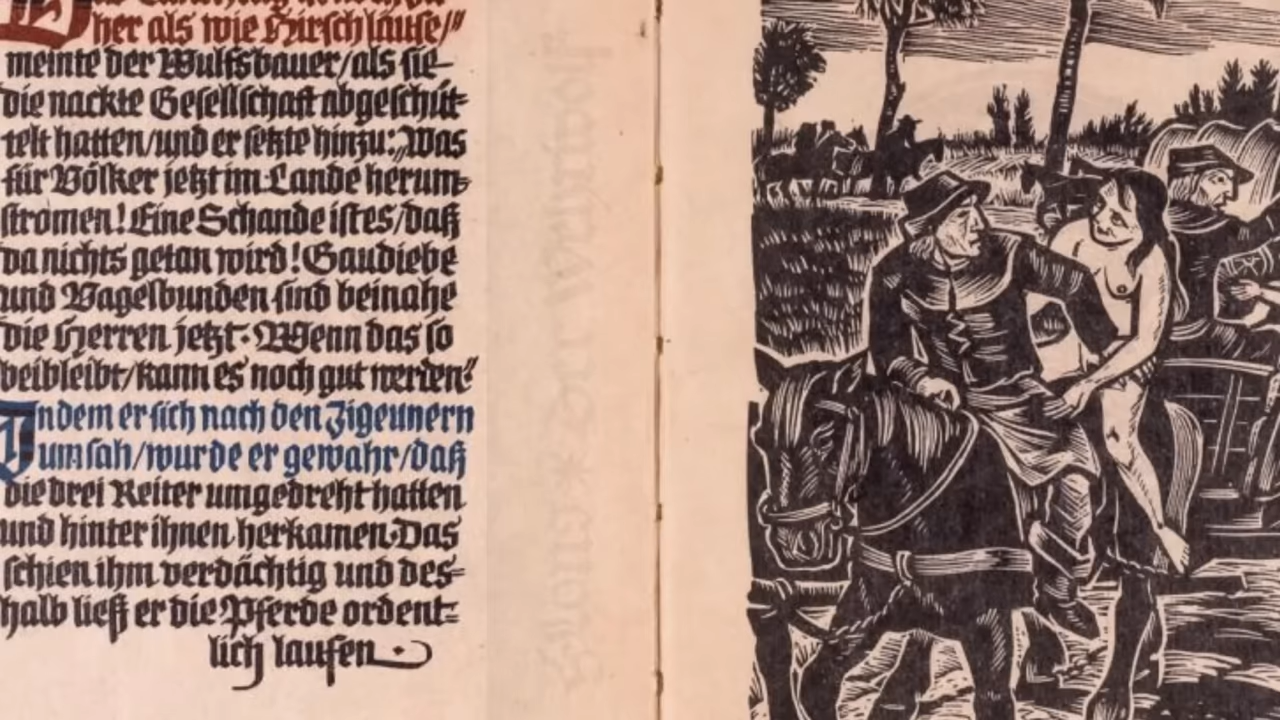 her als wie Hirschläuse/“
meinte der Wulfsbauer/als sie
die nackte Gesellschaft abgeschüt=
telt hatten/und er setzte hinzu: „Was
für Völker jetzt im Lande herum=
strömen! Eine Schande ist es/daß
da nichts getan wird! Gaudiebe
und Vagelbunden sind beinahe
die Herren jetzt. Wenn das so
beibleibt/kann es noch gut werden“
Indem er sich nach den Zigeunern
umsah/wurde er gewahr/daß
die drei Reiter umgedreht hatten
und hinter ihnen herkamen. Das
schien ihm verdächtig und des=
halb ließ er die Pferde ordent=
lich laufen.